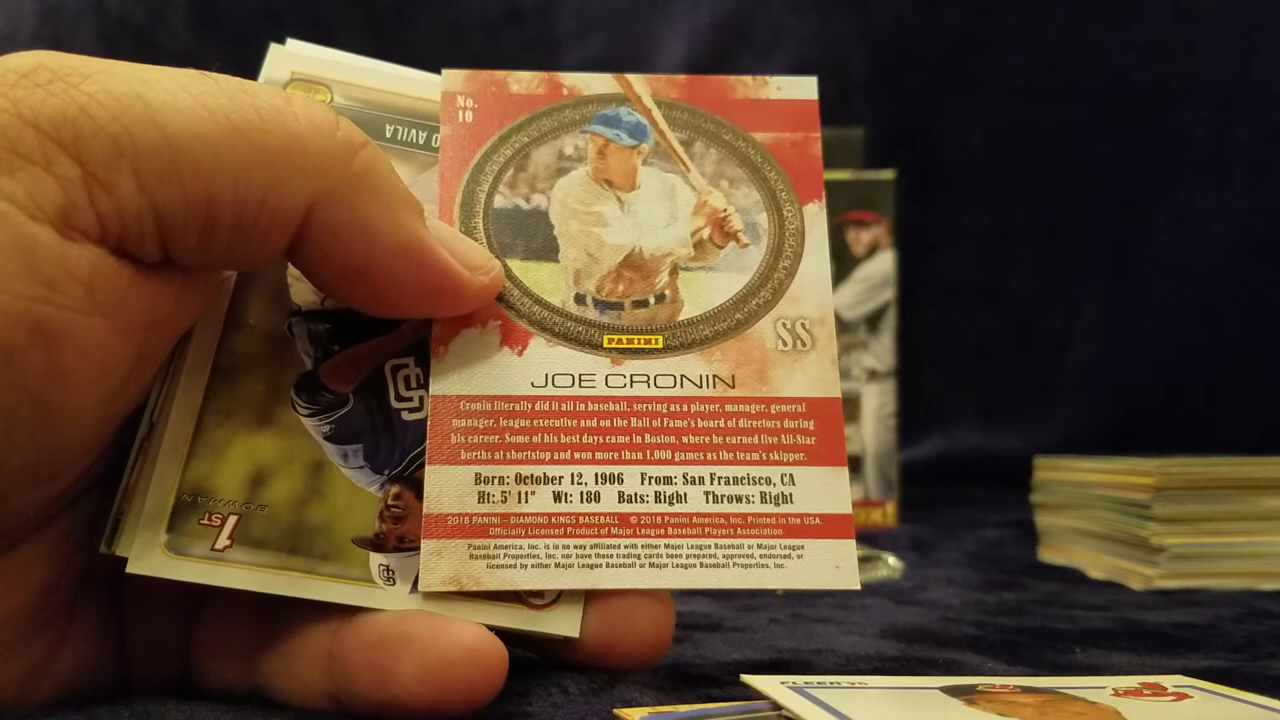 No.
10
PANINI
SS
JOE CRONIN
Cronin literally did it all in baseball, serving as a player, manager, general
manager, league executive and on the Hall of Fame's board of directors during
his career. Some of his best days came in Boston, where he earned five All-Star
berths at shortstop and won more than 1,000 games as the team's skipper.
Born: October 12, 1906 From: San Francisco, CA
Ht: 5' 11" Wt: 180 Bats: Right Throws: Right
2018 PANINI – DIAMOND KINGS BASEBALL © 2018 Panini America, Inc. Printed in the USA.
Officially Licensed Product of Major League Baseball Players Association
Panini America, Inc. is in no way affiliated with either Major League Baseball or Major League
Baseball Properties, Inc. nor have these trading cards been prepared, approved, endorsed, or
licensed by either Major League Baseball or Major League Baseball Properties, Inc.
O AVILA
SD
1ST
BOWMAN
SD
FLEER '90